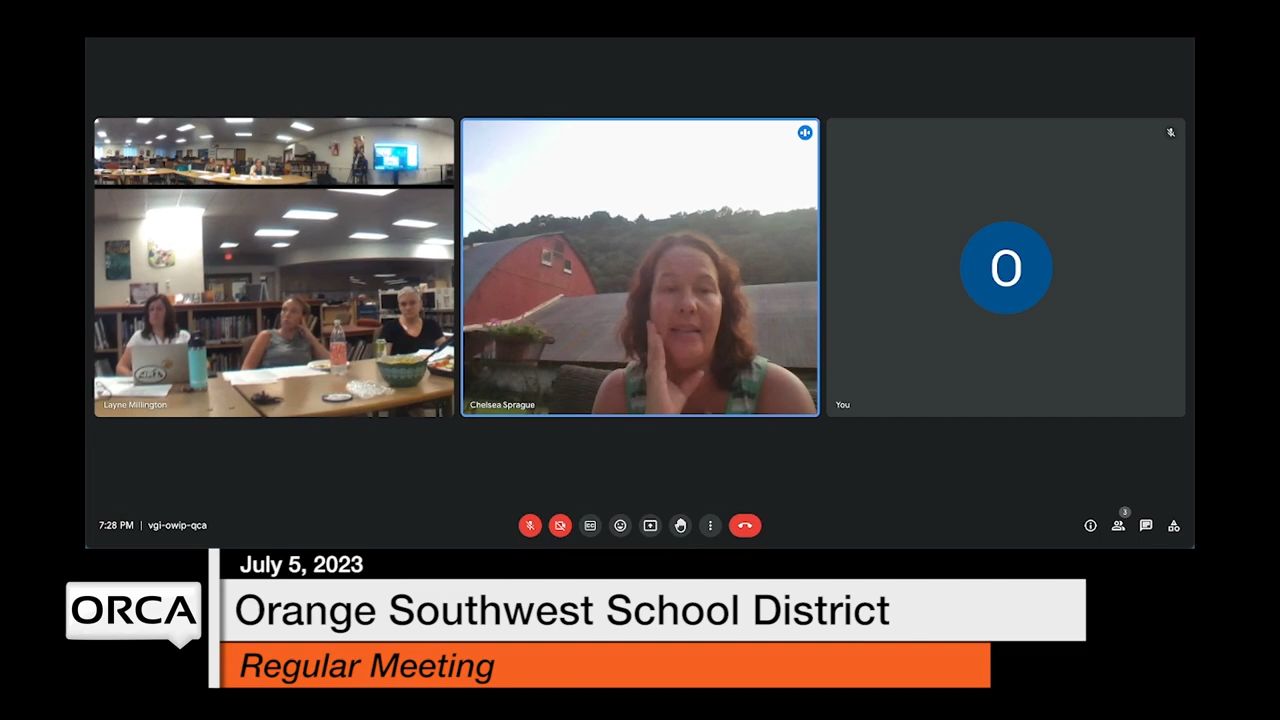 Layne Millington
Chelsea Sprague
O
You
7:28 PM | vgi-owip-qca
3
July 5, 2023
ORCA
Orange Southwest School District
Regular Meeting